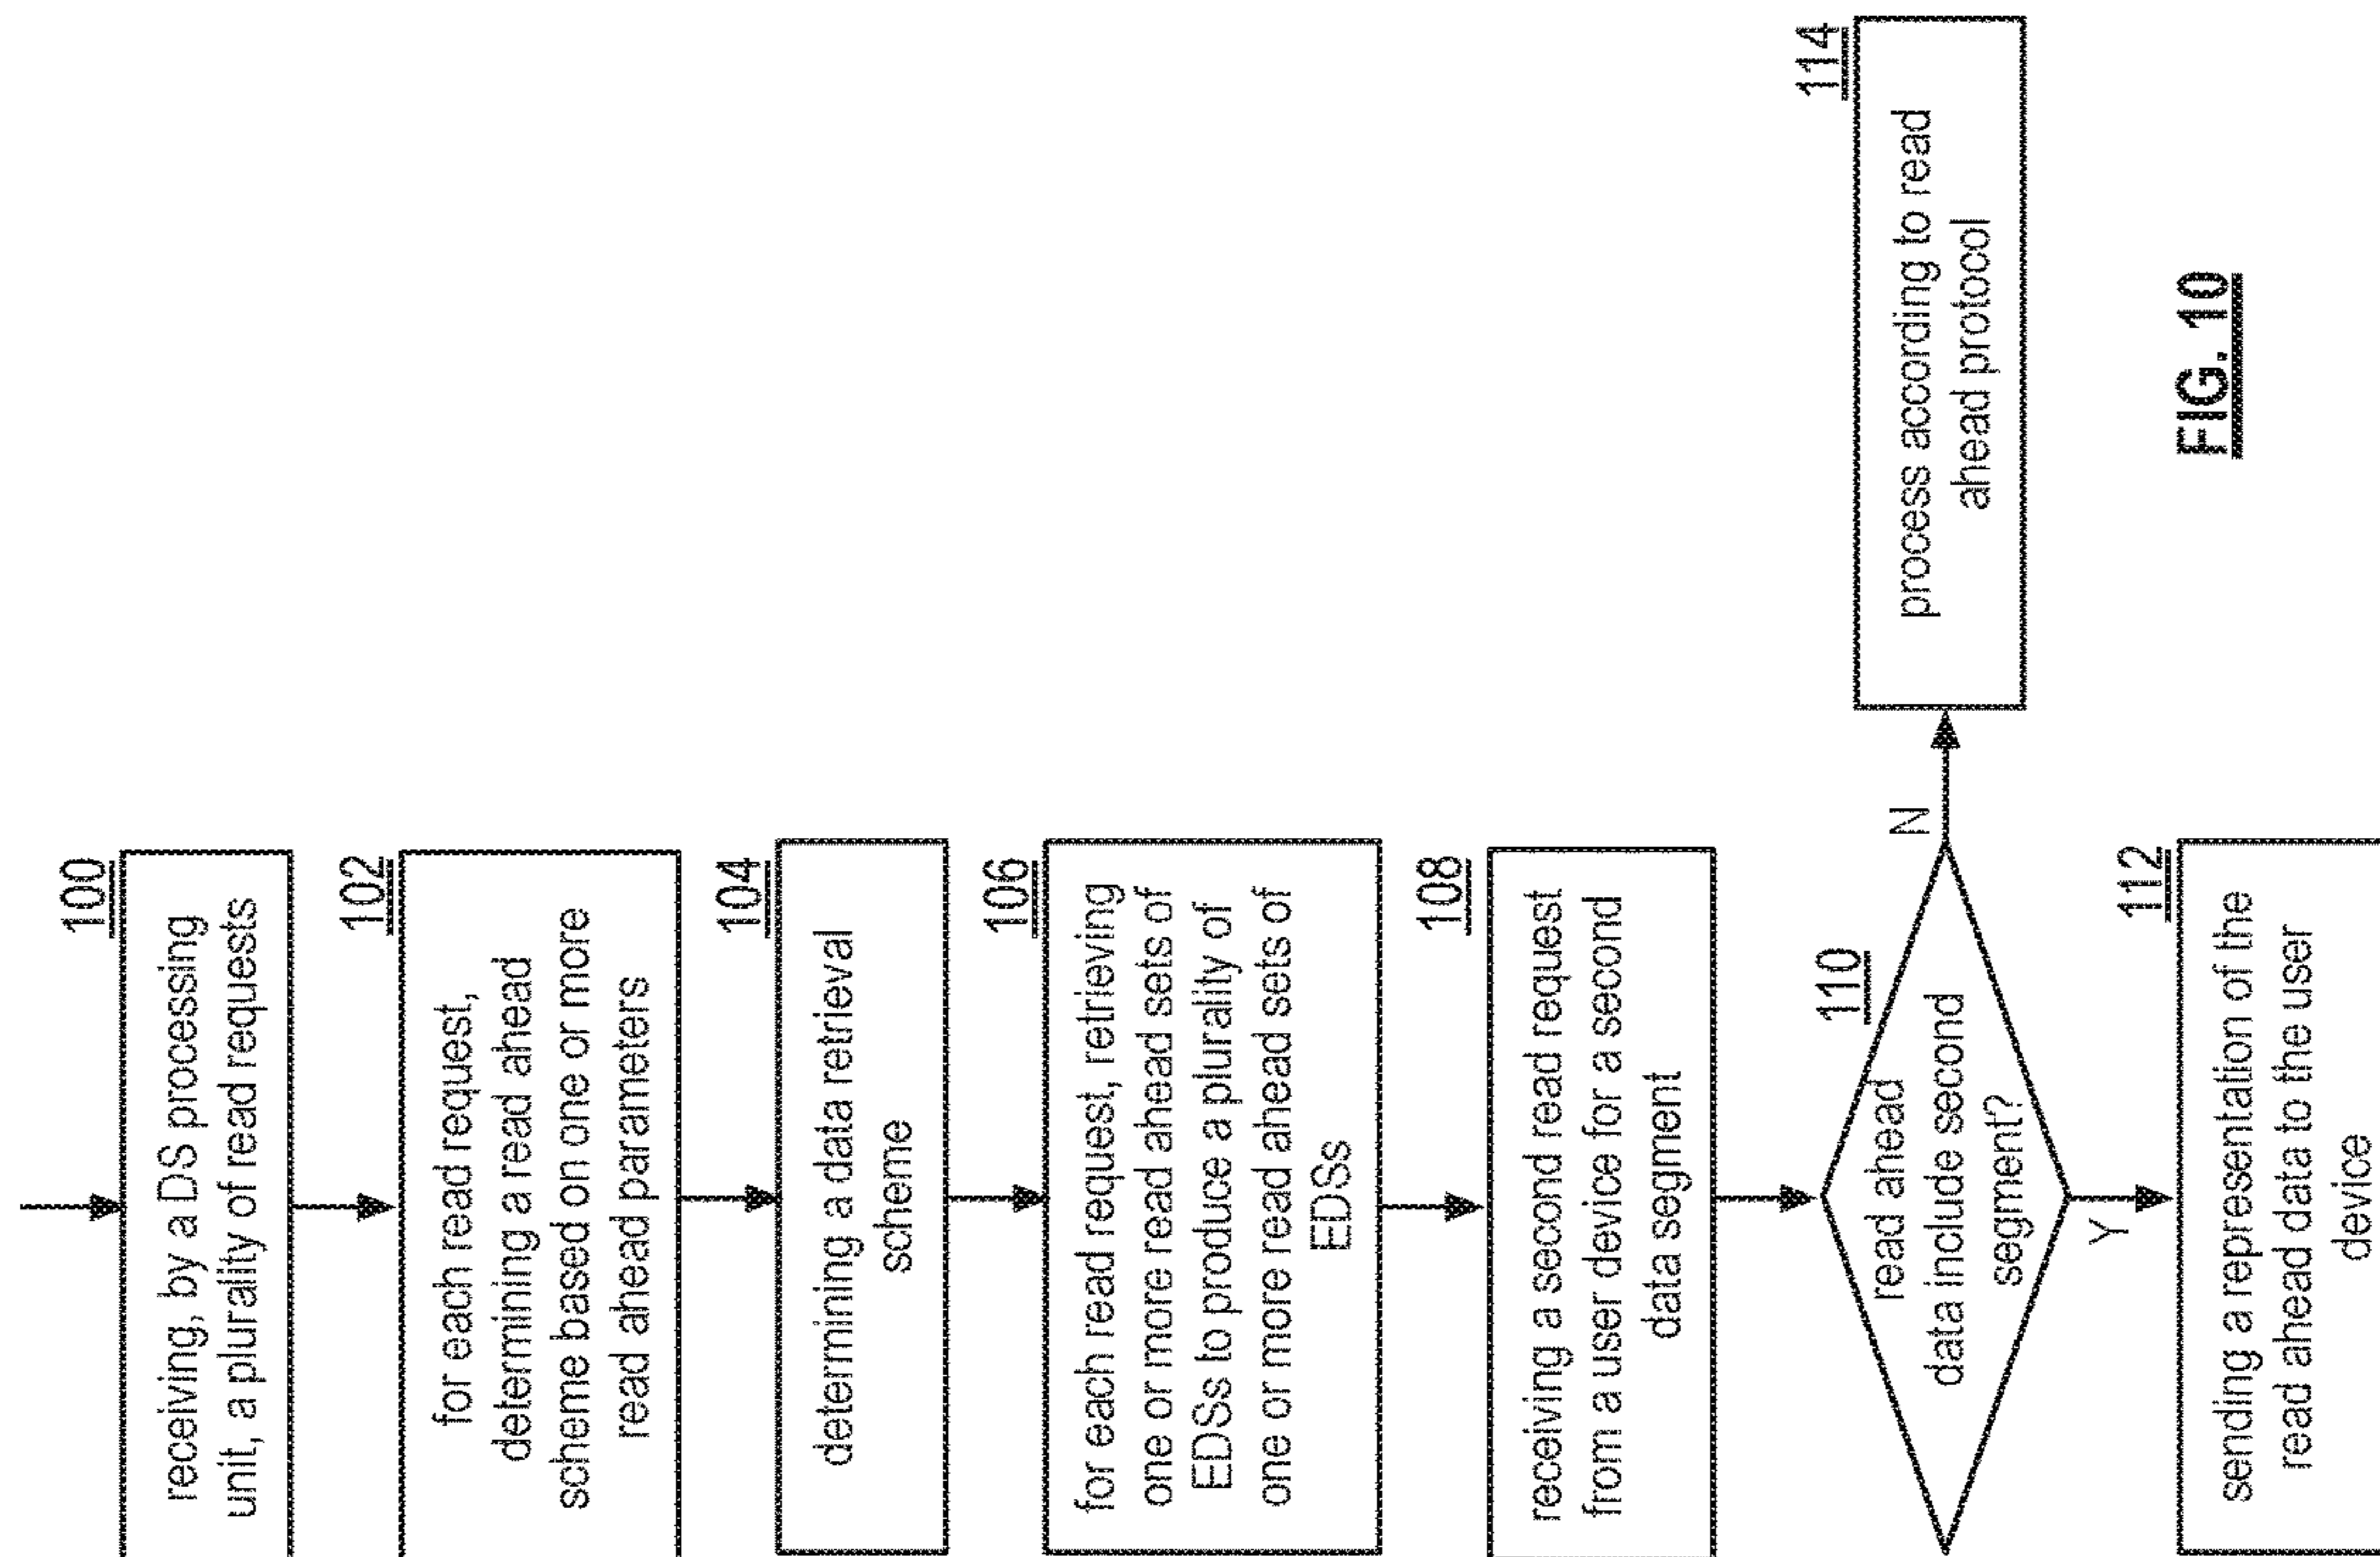 100
receiving, by a DS processing
unit, a plurality of read requests
102
for each read request,
determining a read ahead
scheme based on one or more
read ahead parameters
104
determining a data retrieval
scheme
106
for each read request, retrieving
one or more read ahead sets of
EDSs to produce a plurality of
one or more read ahead sets of
EDSs
108
receiving a second read request
from a user device for a second
data segment
110
read ahead
data include second
segment?
N
Y
114
process according to read
ahead protocol
112
sending a representation of the
read ahead data to the user
device
FIG. 10